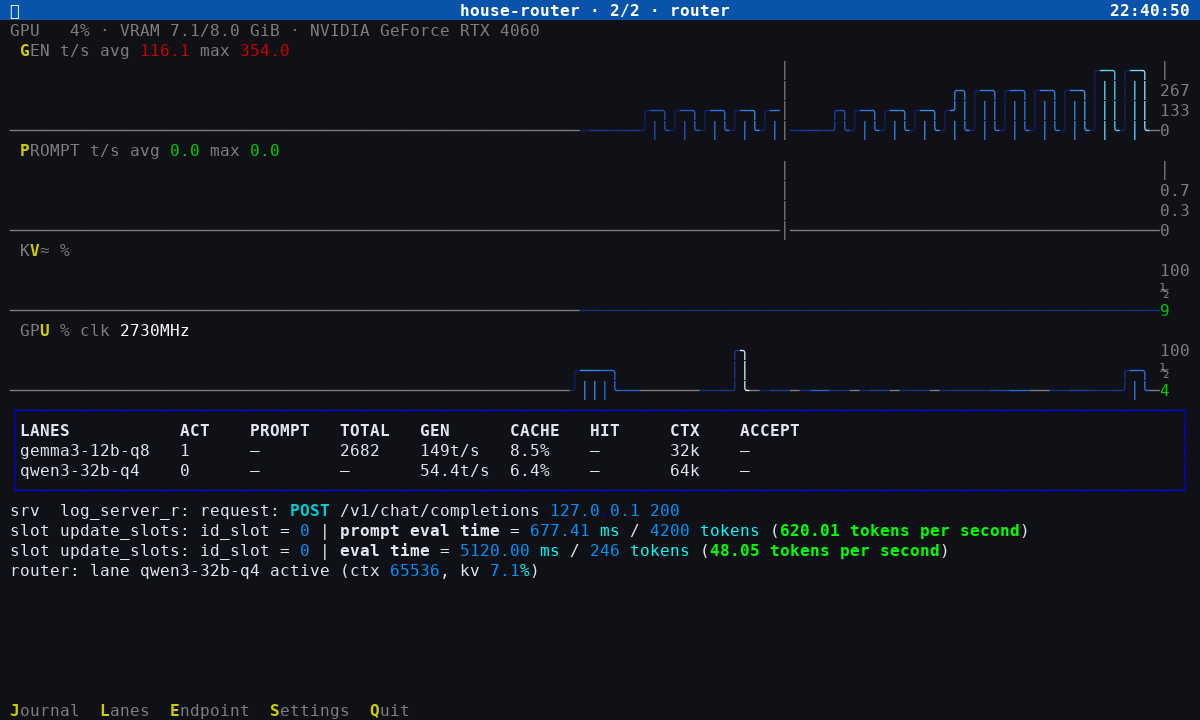 house-router · 2/2 · router 22:40:50
GPU 4% · VRAM 7.1/8.0 GiB · NVIDIA GeForce RTX 4060
GEN t/s avg 116.1 max 354.0
267
133
0
PROMPT t/s avg 0.0 max 0.0
0.7
0.3
0
KV≈ %
100
½
9
GPU % clk 2730MHz
100
½
4
LANES ACT PROMPT TOTAL GEN CACHE HIT CTX ACCEPT
gemma3-12b-q8 1 — 2682 149t/s 8.5% — 32k —
qwen3-32b-q4 0 — — 54.4t/s 6.4% — 64k —
srv log_server_r: request: POST /v1/chat/completions 127.0.0.1 200
slot update_slots: id_slot = 0 | prompt eval time = 677.41 ms / 4200 tokens (620.01 tokens per second)
slot update_slots: id_slot = 0 | eval time = 5120.00 ms / 246 tokens (48.05 tokens per second)
router: lane qwen3-32b-q4 active (ctx 65536, kv 7.1%)
Journal Lanes Endpoint Settings Quit